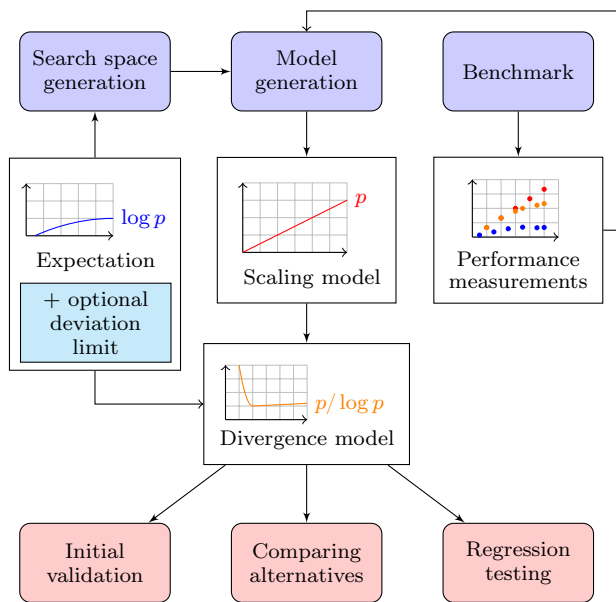 Search space
generation
Model
generation
Benchmark
log p
Expectation
+ optional
deviation
limit
p
Scaling model
Performance
measurements
p/ log p
Divergence model
Initial
validation
Comparing
alternatives
Regression
testing